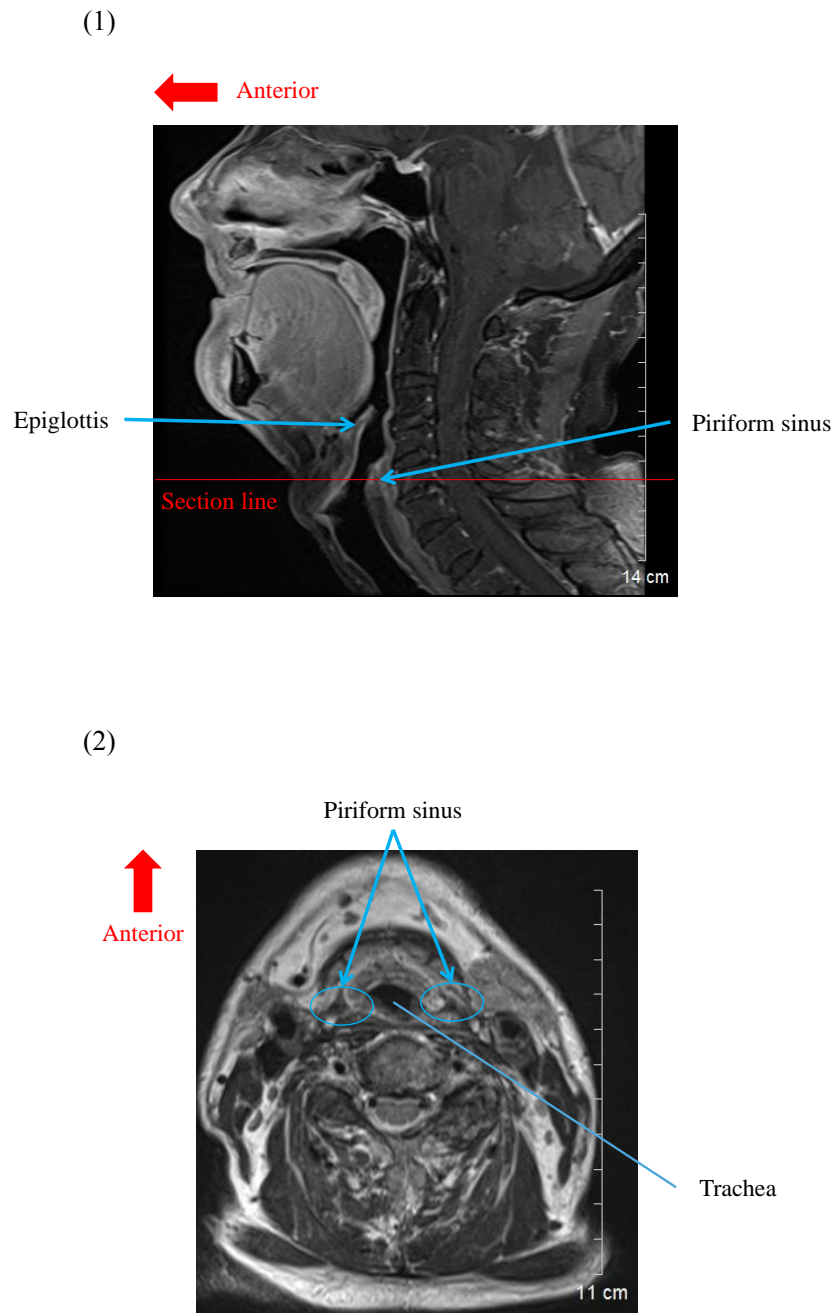 (1)
Anterior
Epiglottis
Piriform sinus
Section line
14 cm
(2)
Piriform sinus
Anterior
Trachea
11 cm